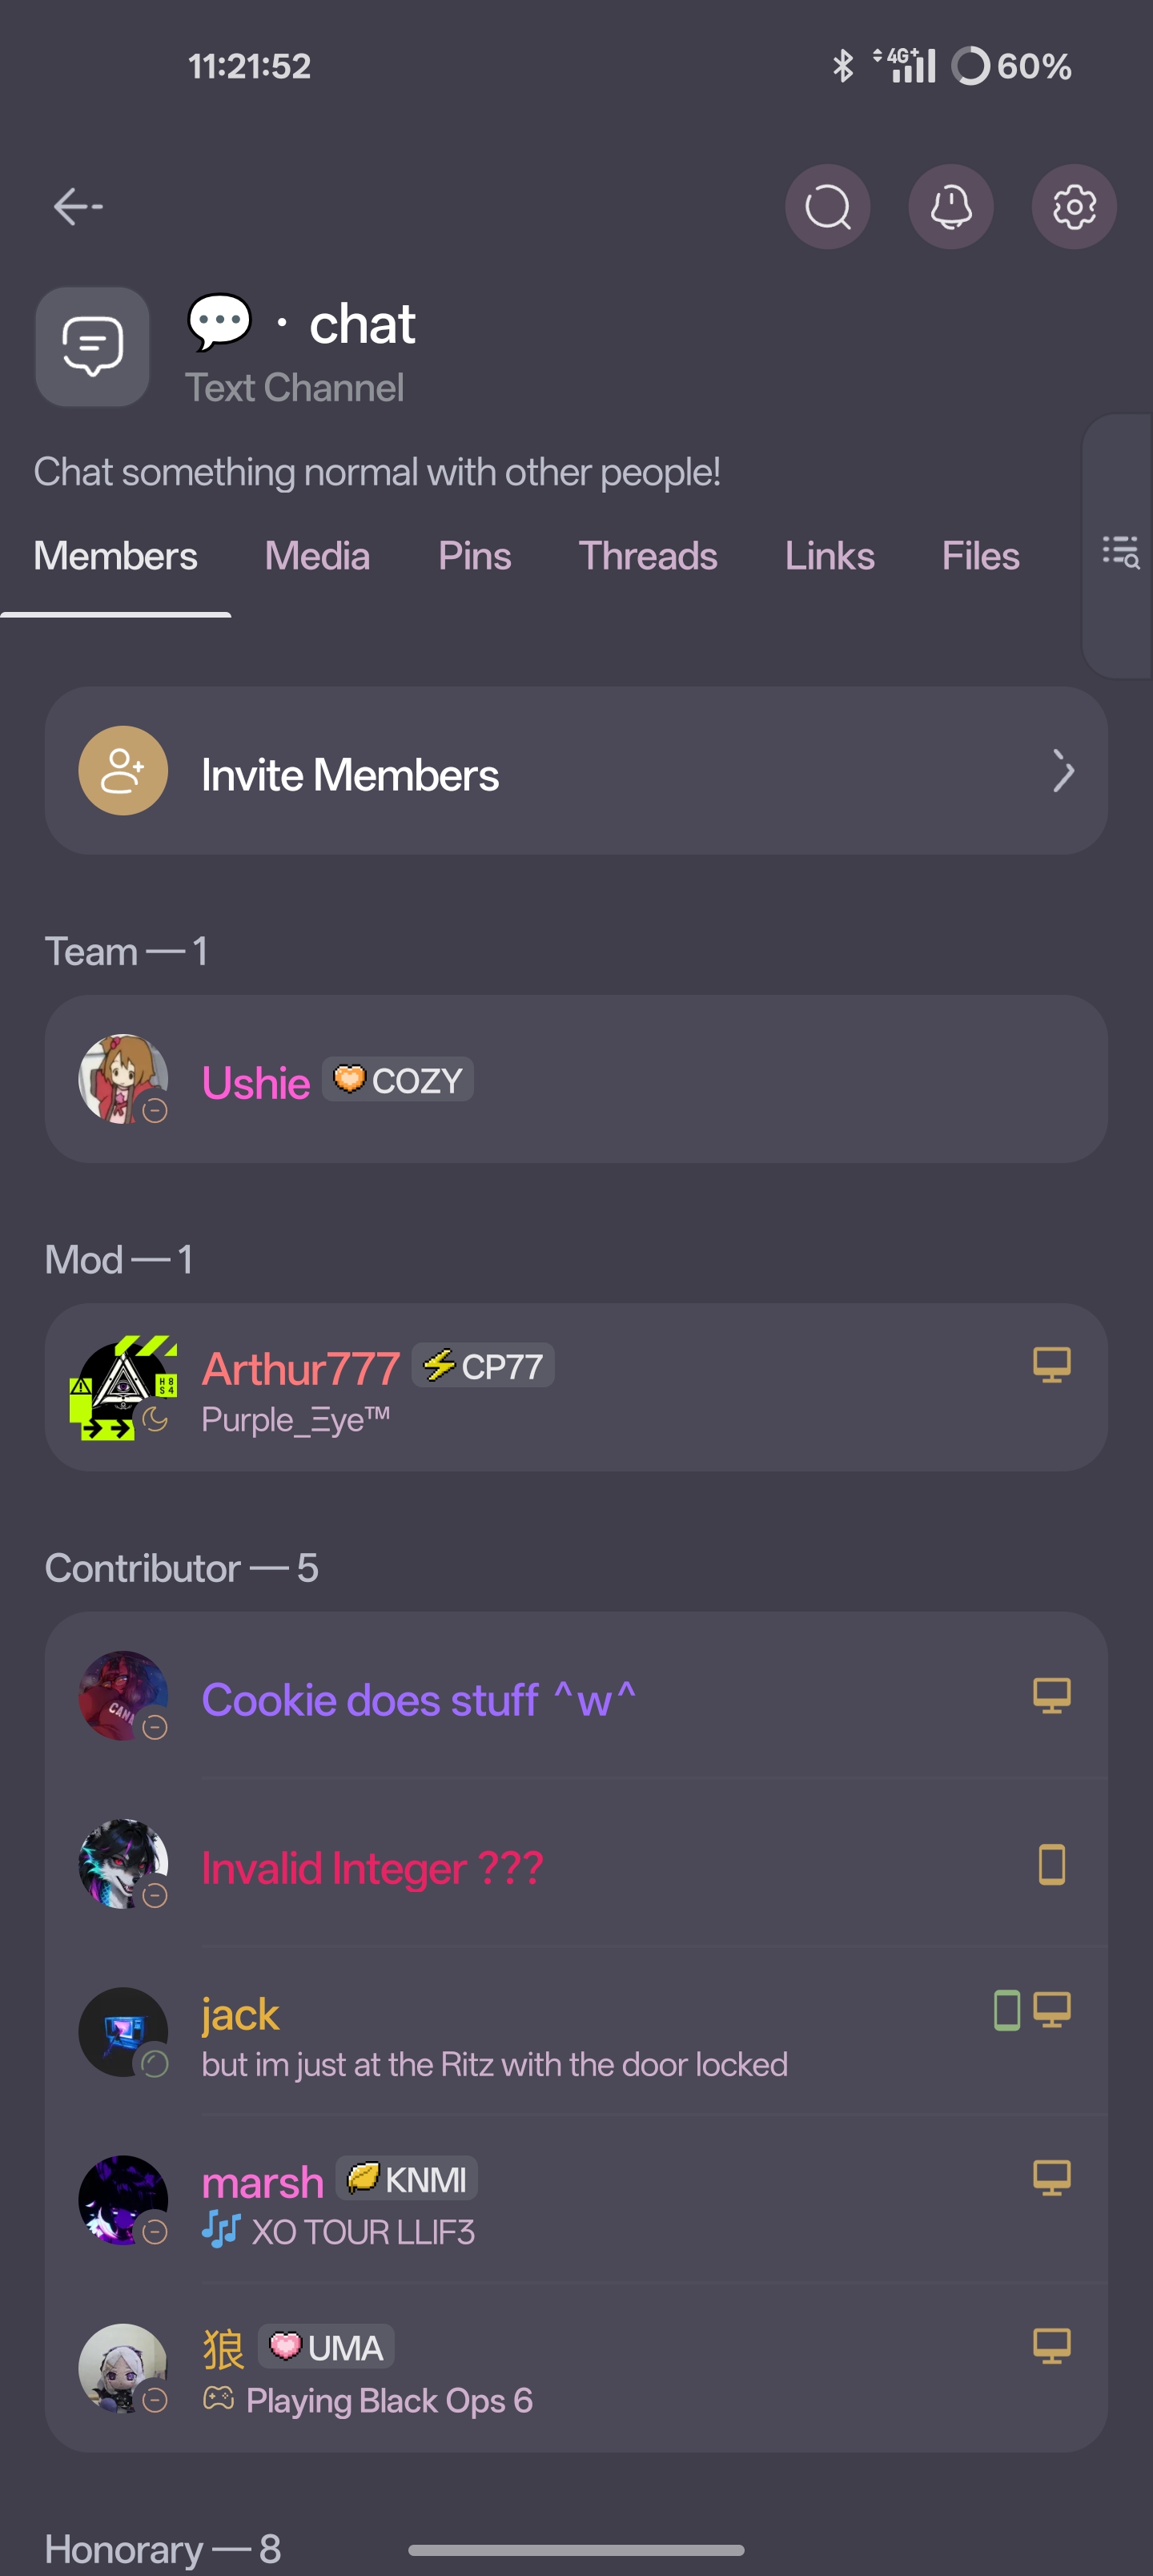 11:21:52
4G+
60%
💬 · chat
Text Channel
Chat something normal with other people!
Members Media Pins Threads Links Files
Invite Members
Team — 1
Ushie COZY
Mod — 1
H8
S4
Arthur777 CP77
Purple_Ξye™
Contributor — 5
CANA
Cookie does stuff ^w^
Invalid Integer ???
jack
but im just at the Ritz with the door locked
marsh KNMI
🎶 XO TOUR LLIF3
狼 UMA
Playing Black Ops 6
Honorary — 8